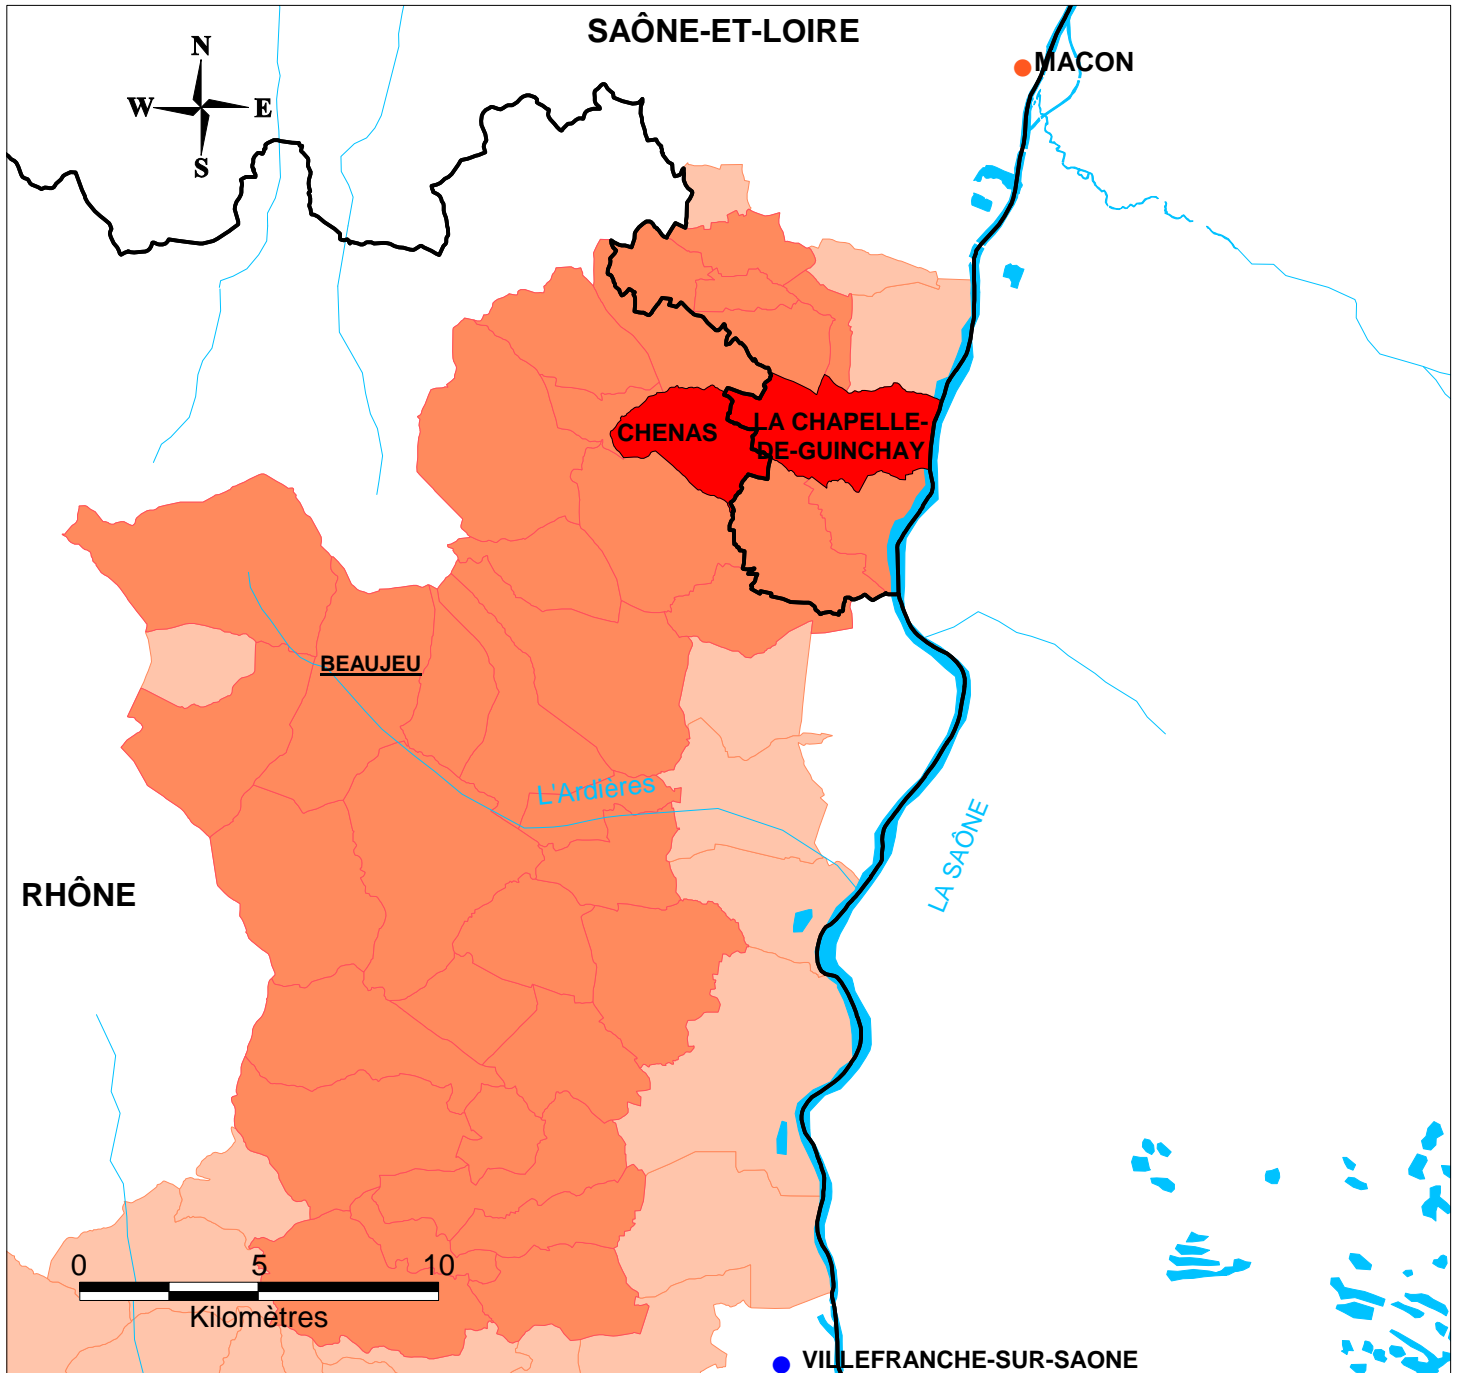 SAÔNE-ET-LOIRE
MACON
N
W E
S
CHENAS
LA CHAPELLE-
DE-GUINCHAY
BEAUJEU
L'Ardières
LA SAÔNE
RHÔNE
0 5 10
Kilomètres
VILLEFRANCHE-SUR-SAONE